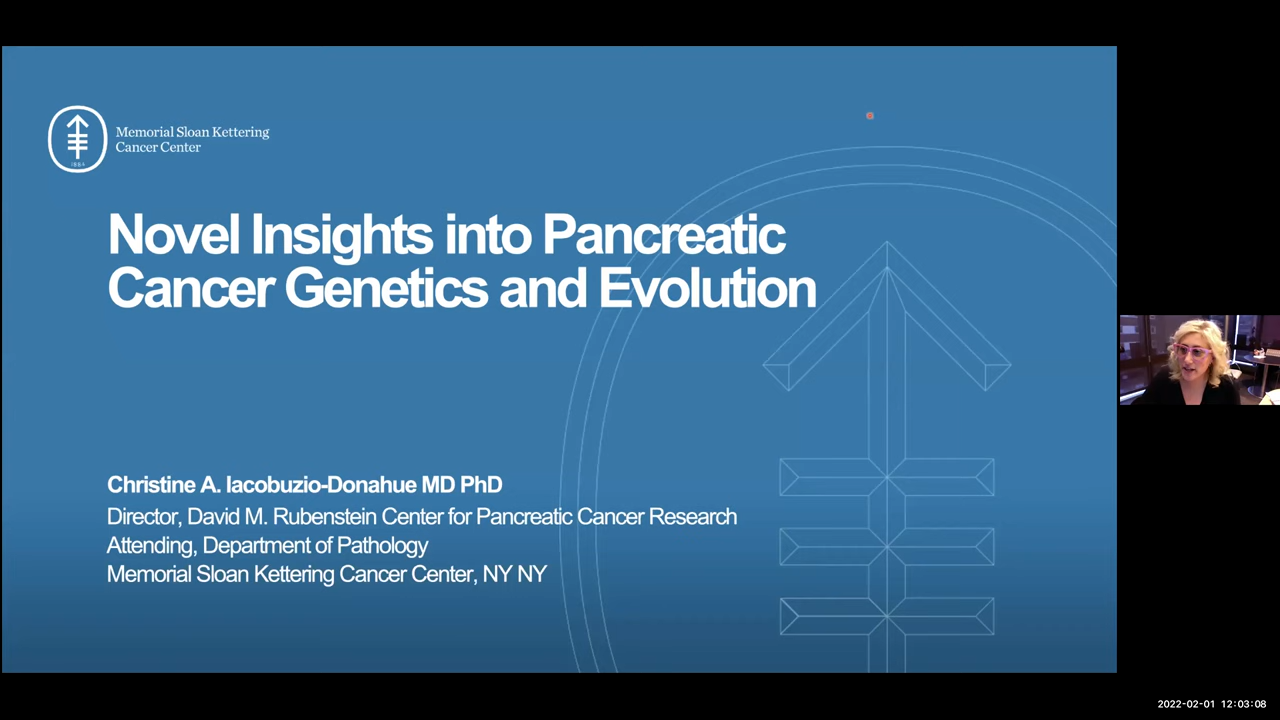 Memorial Sloan Kettering
Cancer Center
1884
Novel Insights into Pancreatic
Cancer Genetics and Evolution
Christine A. Iacobuzio-Donahue MD PhD
Director, David M. Rubenstein Center for Pancreatic Cancer Research
Attending, Department of Pathology
Memorial Sloan Kettering Cancer Center, NY NY
2022-02-01 12:03:08